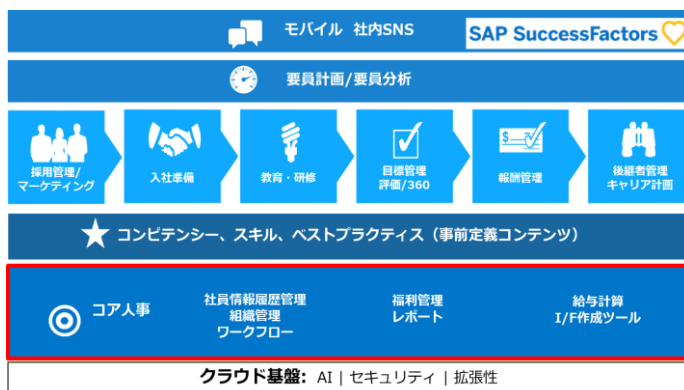 モバイル 社内SNS
SAP SuccessFactors
要員計画/要員分析
採用管理/
マーケティング
入社準備
教育・研修
目標管理
評価/360
報酬管理
後継者管理
キャリア計画
コンピテンシー、スキル、ベストプラクティス（事前定義コンテンツ）
コア人事
社員情報履歴管理
組織管理
ワークフロー
福利管理
レポート
給与計算
I/F作成ツール
クラウド基盤: AI | セキュリティ | 拡張性